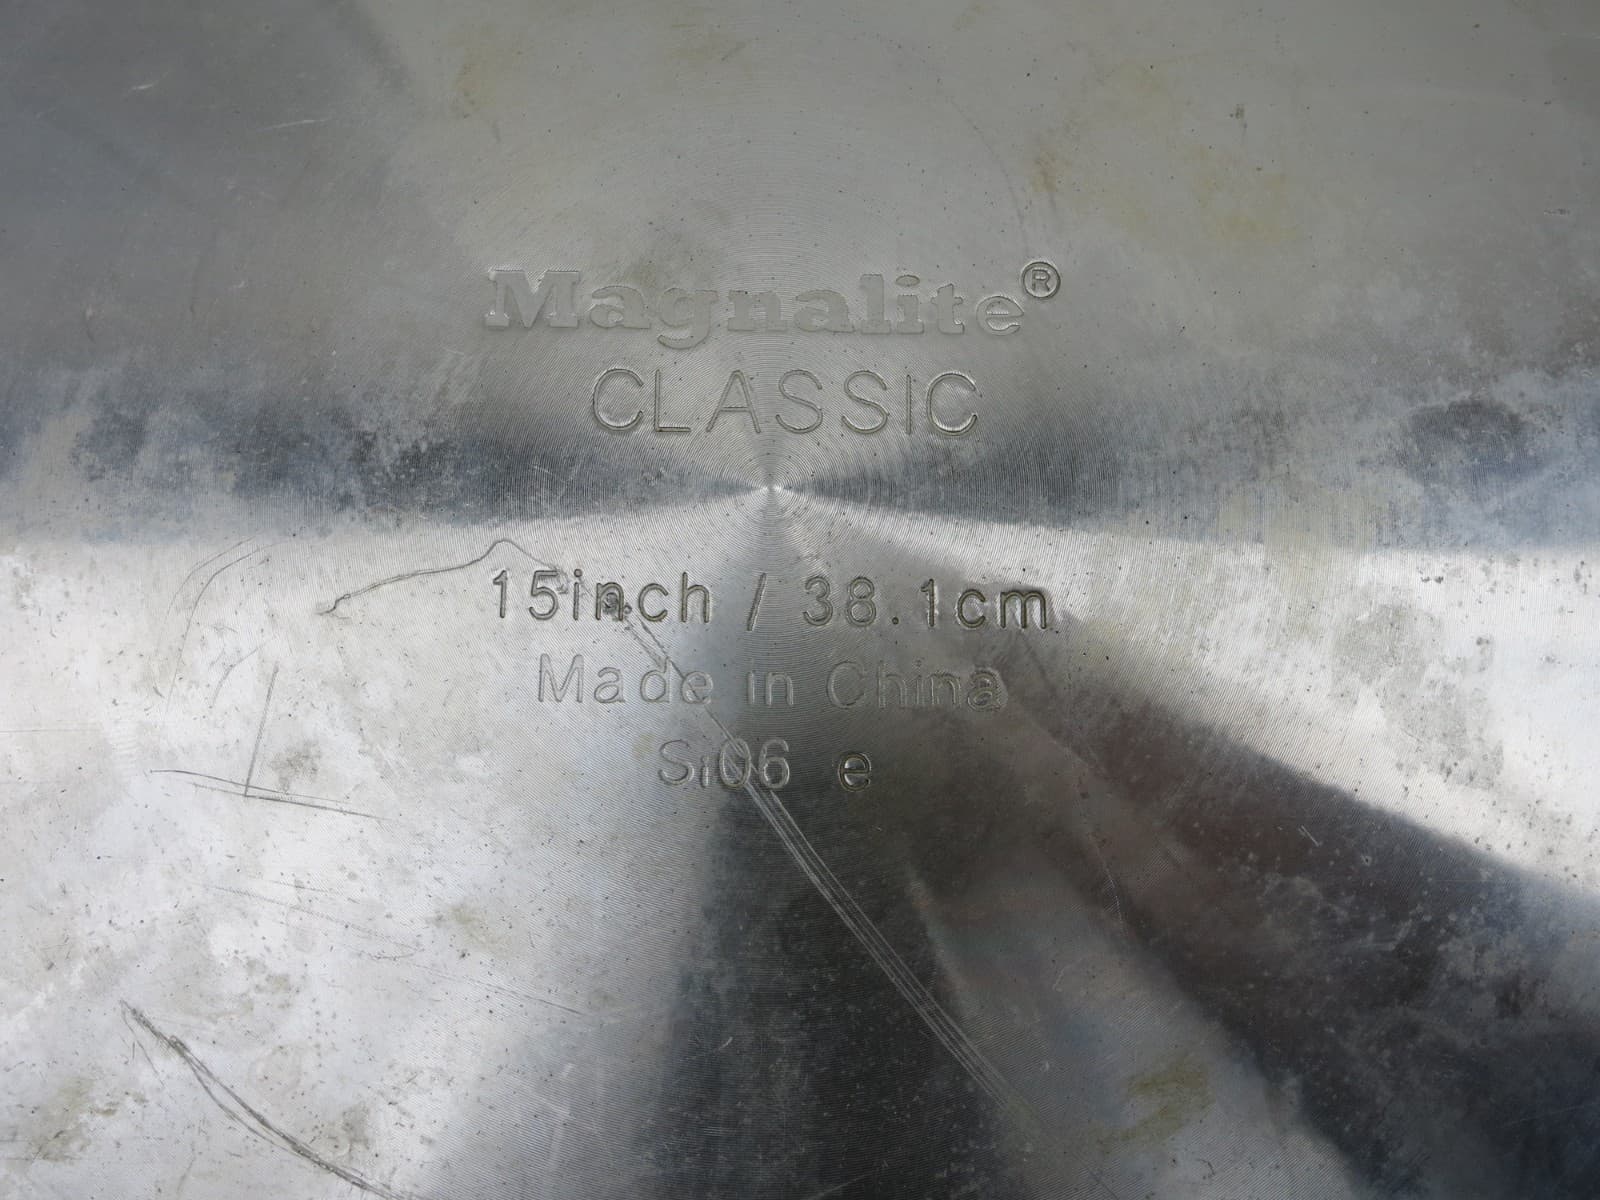 Magnalite®
CLASSIC
15inch / 38.1cm
Made in China
Si06 e